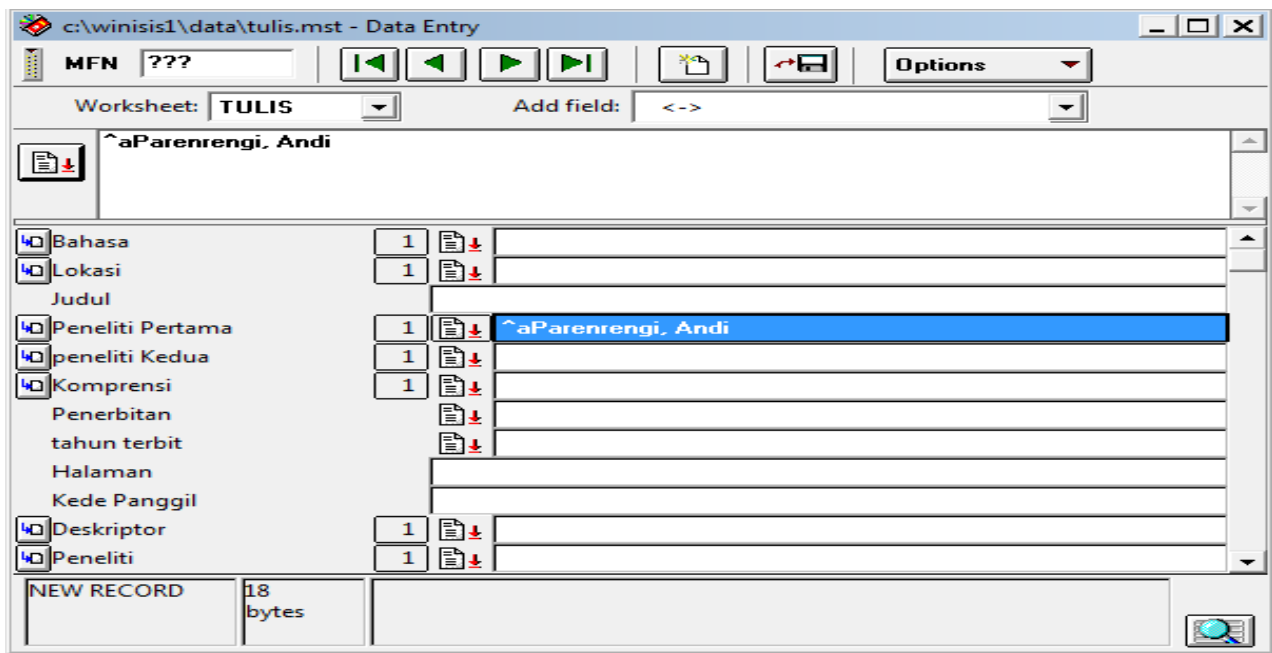 c:\winisis1\data\tulis.mst - Data Entry
MFN ??? Options
Worksheet: TULIS Add field: <->
^aParenrengi, Andi
Bahasa 1
Lokasi 1
Judul
Peneliti Pertama 1 ^aParenrengi, Andi
peneliti Kedua 1
Komprensi 1
Penerbitan
tahun terbit
Halaman
Kede Panggil
Deskriptor 1
Peneliti 1
NEW RECORD 18
bytes